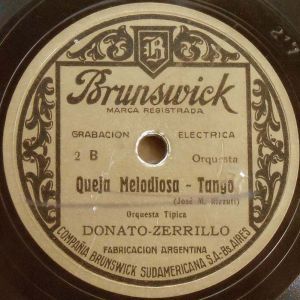 B
Brunswick
MARCA REGISTRADA
GRABACION ELECTRICA
2 B Orquesta
Queja Melodiosa - Tango
(José M. Rizzuti)
Orquesta Típica
DONATO-ZERRILLO
FABRICACION ARGENTINA
COMPAÑIA BRUNSWICK SUDAMERICANA S.A-Bs.AIRES